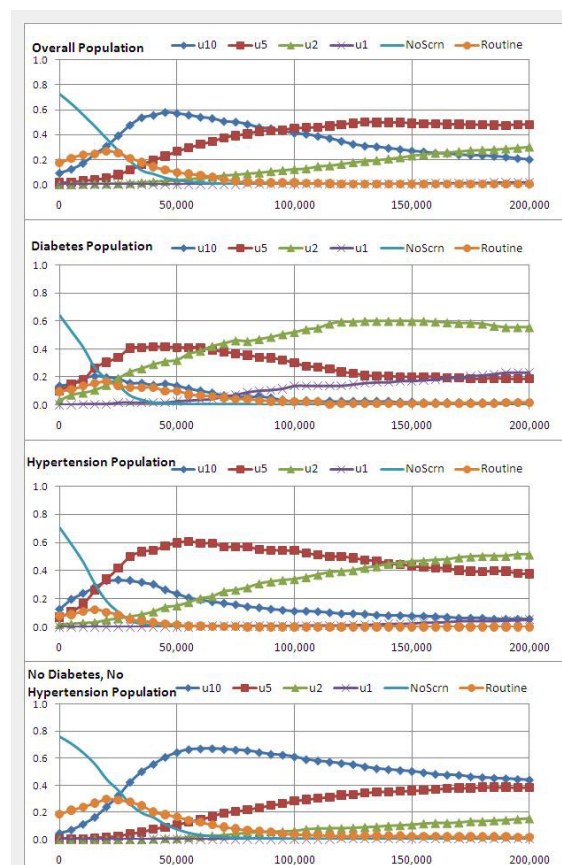 Overall Population u10 u5 u2 u1 NoScrn Routine
1.0
0.8
0.6
0.4
0.2
0.0
0 50,000 100,000 150,000 200,000
Diabetes Population u10 u5 u2 u1 NoScrn Routine
1.0
0.8
0.6
0.4
0.2
0.0
0 50,000 100,000 150,000 200,000
Hypertension Population u10 u5 u2 u1 NoScrn Routine
1.0
0.8
0.6
0.4
0.2
0.0
0 50,000 100,000 150,000 200,000
No Diabetes, No
Hypertension Population u10 u5 u2 u1 NoScrn Routine
1.0
0.8
0.6
0.4
0.2
0.0
0 50,000 100,000 150,000 200,000